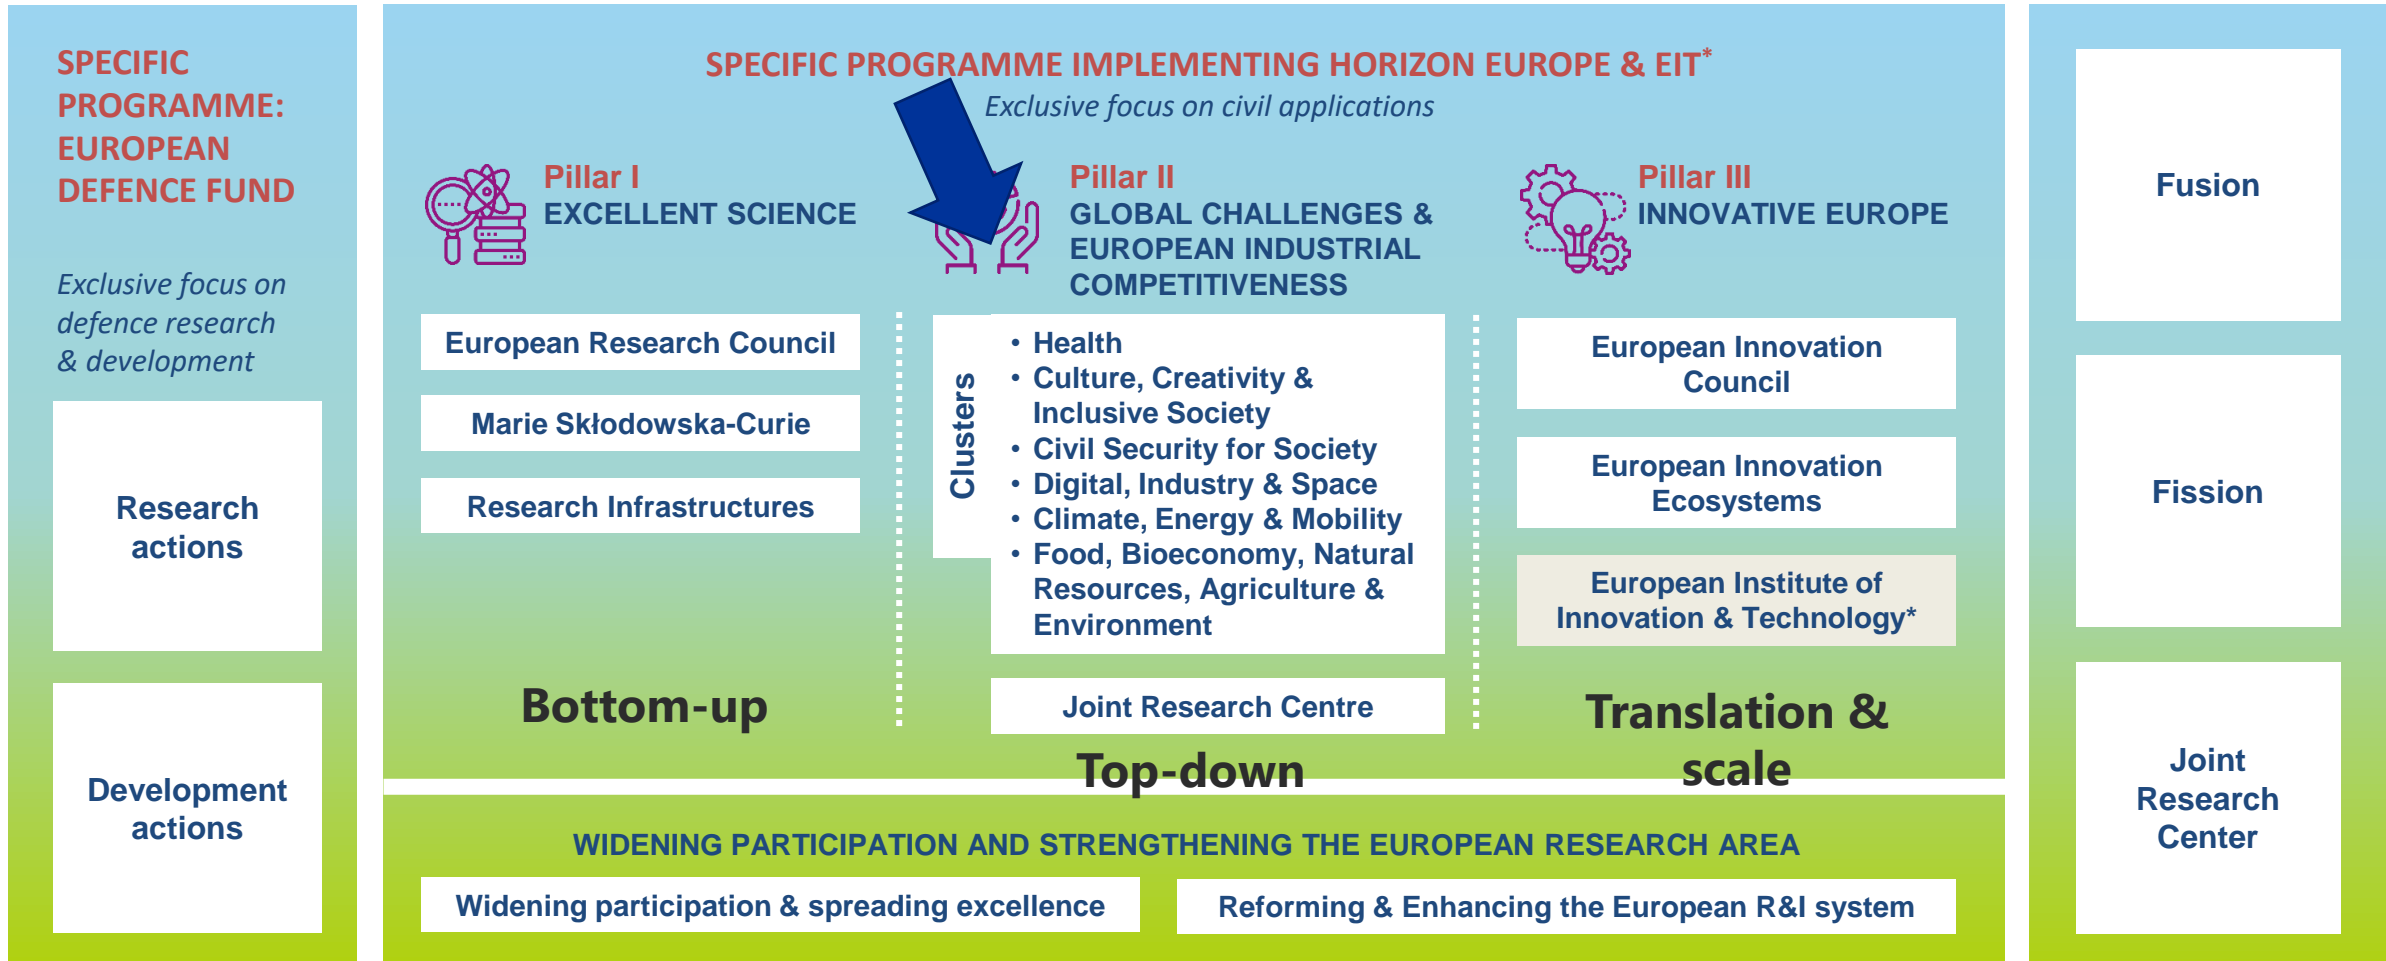 SPECIFIC
PROGRAMME:
EUROPEAN
DEFENCE FUND
Exclusive focus on
defence research
& development
Research
actions
Development
actions
SPECIFIC PROGRAMME IMPLEMENTING HORIZON EUROPE & EIT*
Exclusive focus on civil applications
Pillar I
EXCELLENT SCIENCE
European Research Council
Marie Skłodowska-Curie
Research Infrastructures
Bottom-up
Pillar II
GLOBAL CHALLENGES &
EUROPEAN INDUSTRIAL
COMPETITIVENESS
Clusters
• Health
• Culture, Creativity &
Inclusive Society
• Civil Security for Society
• Digital, Industry & Space
• Climate, Energy & Mobility
• Food, Bioeconomy, Natural
Resources, Agriculture &
Environment
Joint Research Centre
Top-down
Pillar III
INNOVATIVE EUROPE
European Innovation
Council
European Innovation
Ecosystems
European Institute of
Innovation & Technology*
Translation &
scale
WIDENING PARTICIPATION AND STRENGTHENING THE EUROPEAN RESEARCH AREA
Widening participation & spreading excellence
Reforming & Enhancing the European R&I system
Fusion
Fission
Joint
Research
Center